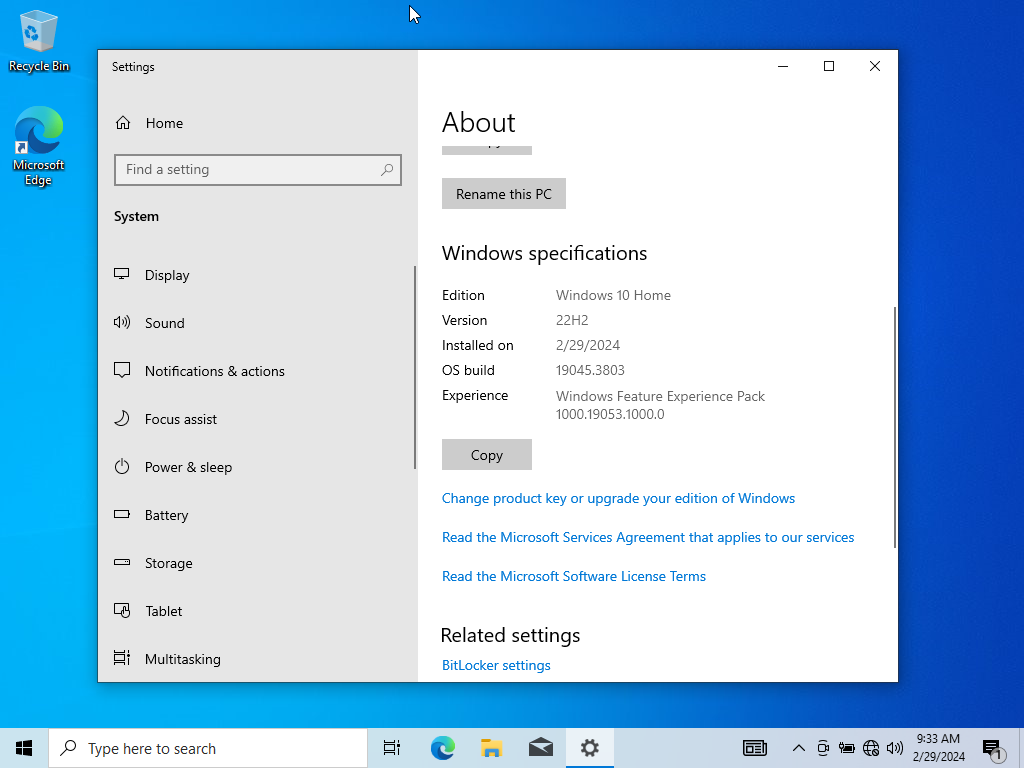 Recycle Bin
Microsoft
Edge
Settings
Home
Find a setting
System
Display
Sound
Notifications & actions
Focus assist
Power & sleep
Battery
Storage
Tablet
Multitasking
About
Rename this PC
Windows specifications
Edition Windows 10 Home
Version 22H2
Installed on 2/29/2024
OS build 19045.3803
Experience Windows Feature Experience Pack
1000.19053.1000.0
Copy
Change product key or upgrade your edition of Windows
Read the Microsoft Services Agreement that applies to our services
Read the Microsoft Software License Terms
Related settings
BitLocker settings
Type here to search
9:33 AM
2/29/2024
1